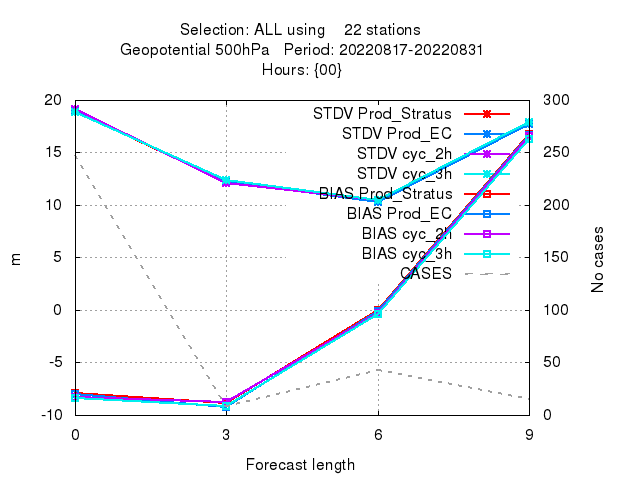 Selection: ALL using    22 stations
Geopotential 500hPa   Period: 20220817-20220831
Hours: {00}
20
15
10
5
0
-5
-10
m
STDV Prod_Stratus
STDV Prod_EC
STDV cyc_2h
STDV cyc_3h
BIAS Prod_Stratus
BIAS Prod_EC
BIAS cyc_2h
BIAS cyc_3h
CASES
300
250
200
150
100
50
0
No cases
0 3 6 9
Forecast length